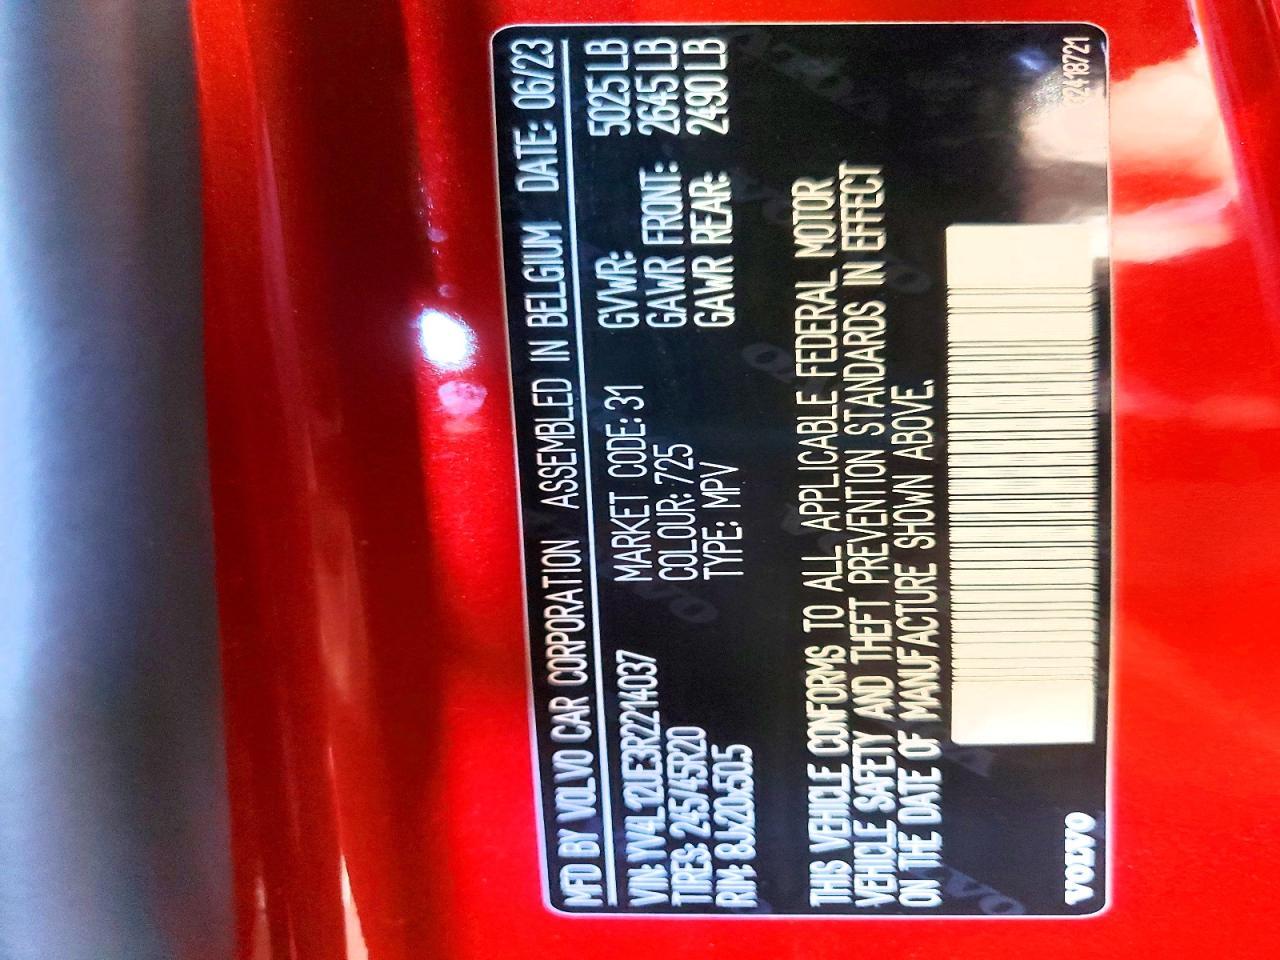 MFD BY VOLVO CAR CORPORATION ASSEMBLED IN BELGIUM DATE: 06/23
VIN: YV4L12UE3R2214037 MARKET CODE: 31 GVWR: 5025 LB
TIRES: 245/45R20 COLOUR: 725 GAWR FRONT: 2645 LB
RIM: 8Jx20x50.5 TYPE: MPV GAWR REAR: 2490 LB
THIS VEHICLE CONFORMS TO ALL APPLICABLE FEDERAL MOTOR
VEHICLE SAFETY AND THEFT PREVENTION STANDARDS IN EFFECT
ON THE DATE OF MANUFACTURE SHOWN ABOVE.
VOLVO